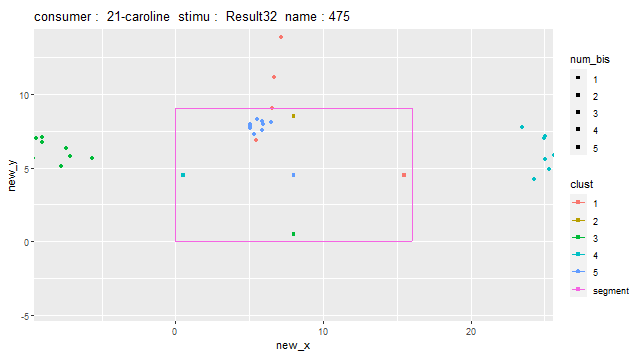 consumer : 21-caroline stimu : Result32 name : 475
10
5
0
-5
new_y
0
10
20
new_x
num_bis
1
2
3
4
5
clust
1
2
3
4
5
segment